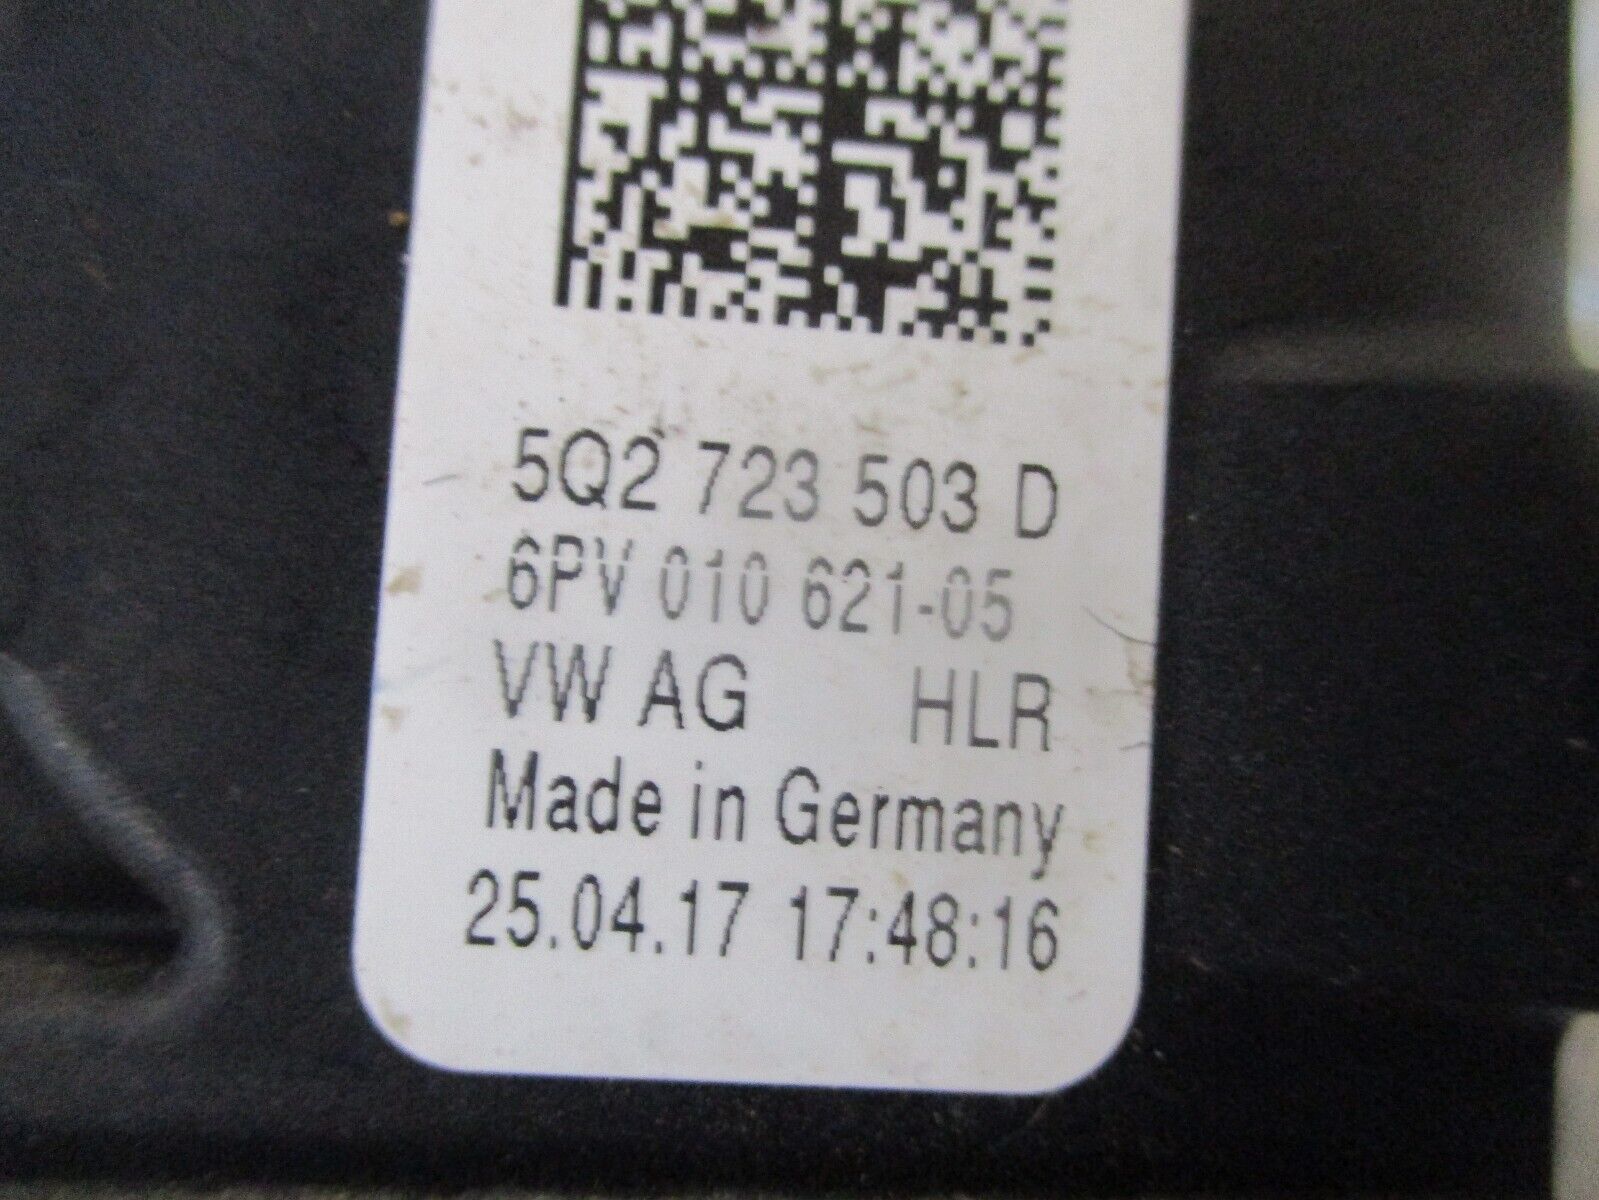 5Q2 723 503 D
6PV 010 621-05
VW AG HLR
Made in Germany
25.04.17 17:48:16